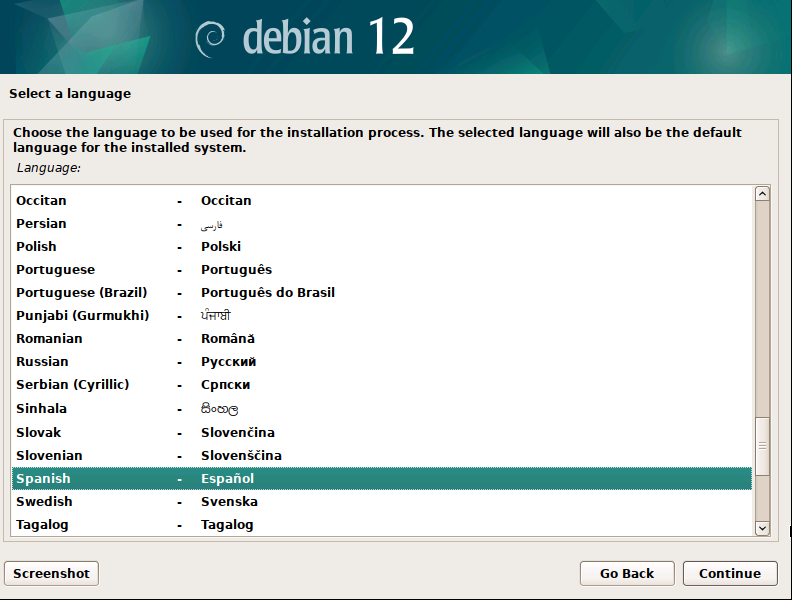 debian 12
Select a language
Choose the language to be used for the installation process. The selected language will also be the default
language for the installed system.
Language:
Occitan - Occitan
Persian - فارسی
Polish - Polski
Portuguese - Português
Portuguese (Brazil) - Português do Brasil
Punjabi (Gurmukhi) - ਪੰਜਾਬੀ
Romanian - Română
Russian - Русский
Serbian (Cyrillic) - Српски
Sinhala - සිංහල
Slovak - Slovenčina
Slovenian - Slovenščina
Spanish - Español
Swedish - Svenska
Tagalog - Tagalog
Screenshot Go Back Continue